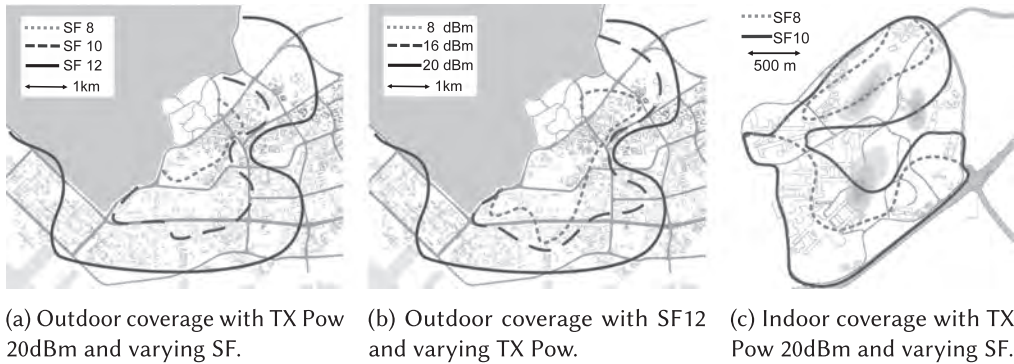 SF 8
SF 10
SF 12
1km
8 dBm
16 dBm
20 dBm
1km
SF8
SF10
500 m
(a) Outdoor coverage with TX Pow
20dBm and varying SF.
(b) Outdoor coverage with SF12
and varying TX Pow.
(c) Indoor coverage with TX
Pow 20dBm and varying SF.